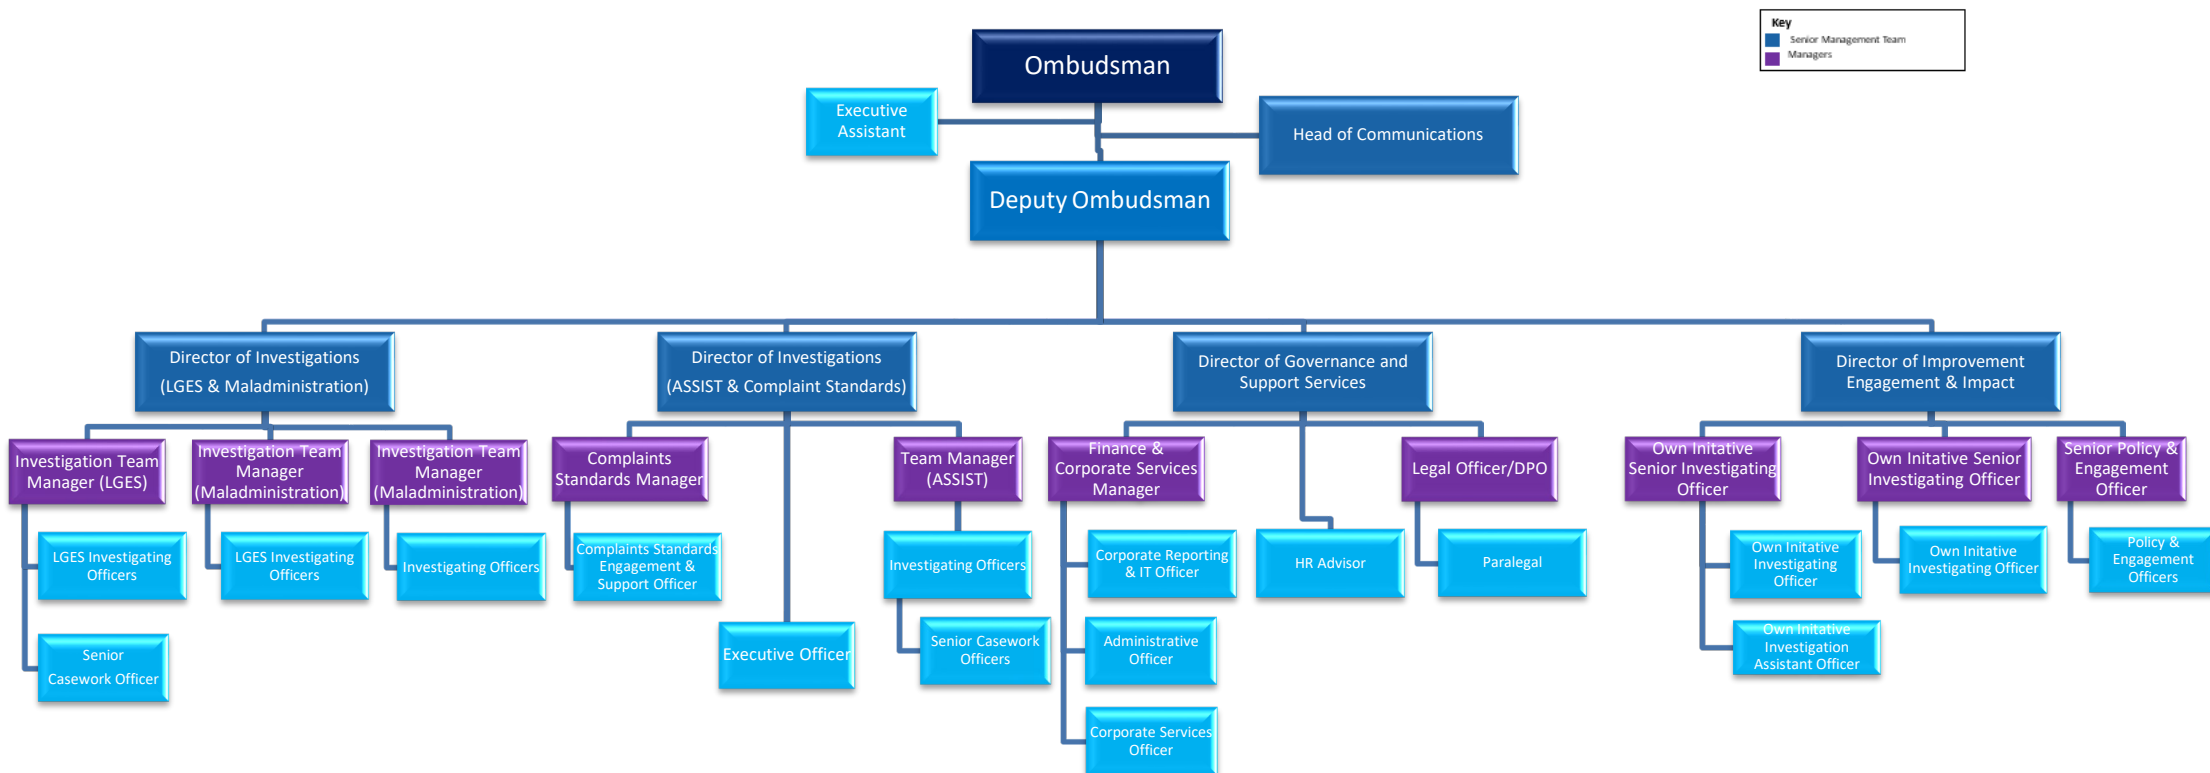 Key
Senior Management Team
Managers
Ombudsman
Executive
Assistant
Head of Communications
Deputy Ombudsman
Director of Investigations
(LGES & Maladministration)
Director of Investigations
(ASSIST & Complaint Standards)
Director of Governance and
Support Services
Director of Improvement
Engagement & Impact
Investigation Team
Manager (LGES)
Investigation Team
Manager
(Maladministration)
Investigation Team
Manager
(Maladministration)
Complaints
Standards Manager
Team Manager
(ASSIST)
Finance &
Corporate Services
Manager
Legal Officer/DPO
Own Initative
Senior Investigating
Officer
Own Initative Senior
Investigating Officer
Senior Policy &
Engagement
Officer
LGES Investigating
Officers
LGES Investigating
Officers
Investigating Officers
Complaints Standards
Engagement &
Support Officer
Investigating Officers
Corporate Reporting
& IT Officer
HR Advisor
Paralegal
Own Initative
Investigating
Officer
Own Initative
Investigating Officer
Policy &
Engagement
Officers
Senior
Casework Officer
Executive Officer
Senior Casework
Officers
Administrative
Officer
Own Initative
Investigation
Assistant Officer
Corporate Services
Officer